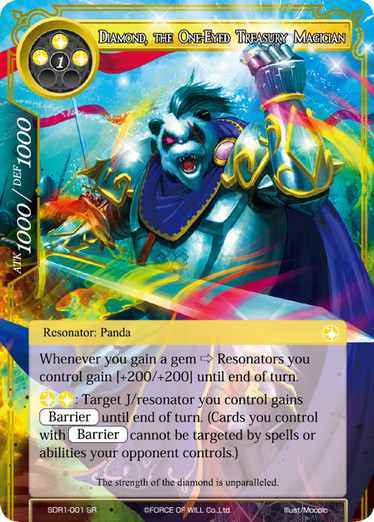 Diamond, the One-Eyed Treasury Magician
1
ATK 1000 / DEF 1000
Resonator: Panda
Whenever you gain a gem ⇨ Resonators you
control gain [+200/+200] until end of turn.
: Target J/resonator you control gains
Barrier until end of turn. (Cards you control
with Barrier cannot be targeted by spells or
abilities your opponent controls.)
The strength of the diamond is unparalleled.
SDR1-001 SR ©FORCE OF WILL Co.,Ltd. Illust/Moopic